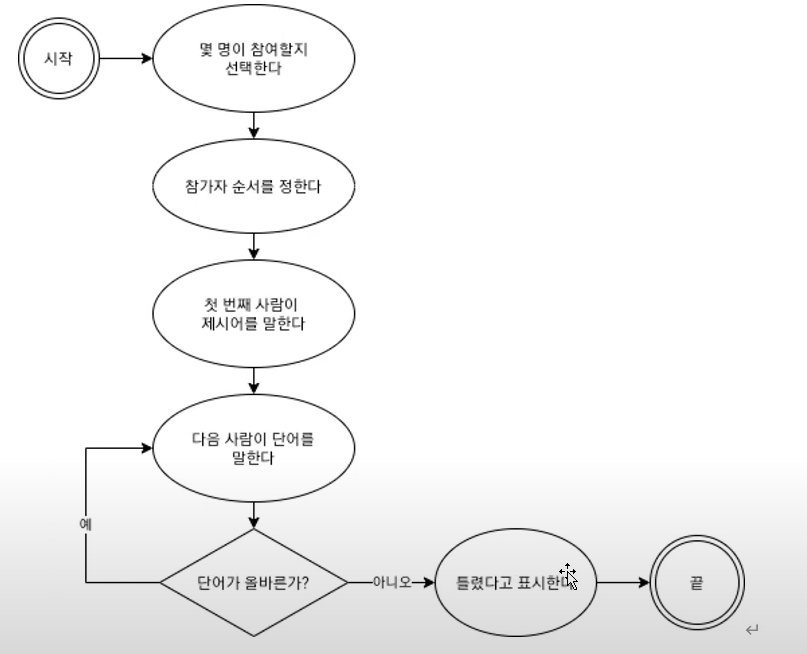 시작
몇 명이 참여할지
선택한다
참가자 순서를 정한다
첫 번째 사람이
제시어를 말한다
다음 사람이 단어를
말한다
예
단어가 올바른가?
아니오
틀렸다고 표시한다
끝